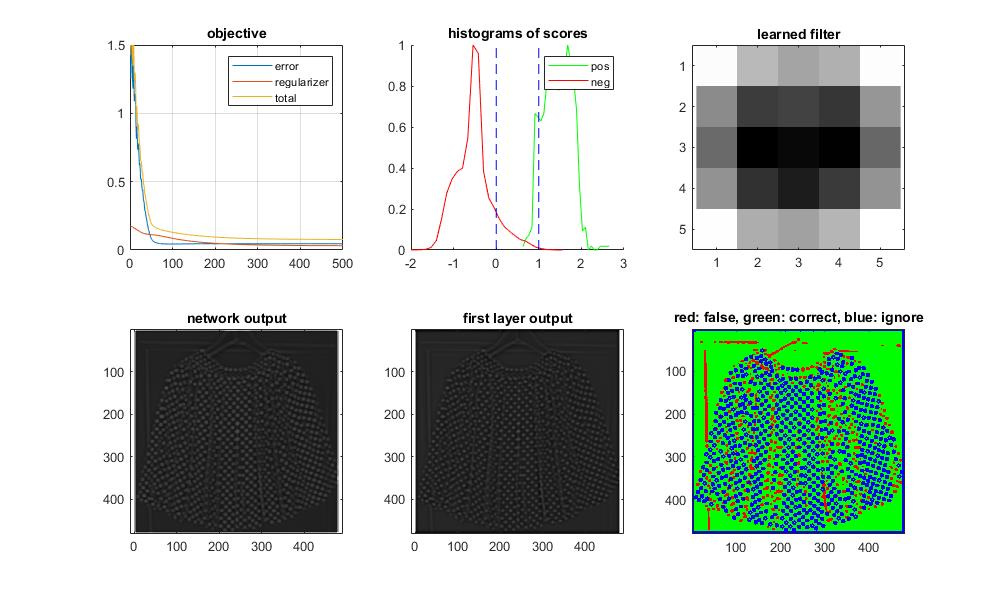 objective
1.5
1
0.5
0
0 100 200 300 400 500
error
regularizer
total
histograms of scores
1
0.8
0.6
0.4
0.2
0
-2 -1 0 1 2 3
pos
neg
learned filter
1
2
3
4
5
1 2 3 4 5
network output
100
200
300
400
0 100 200 300 400
first layer output
100
200
300
400
0 100 200 300 400
red: false, green: correct, blue: ignore
100
200
300
400
100 200 300 400